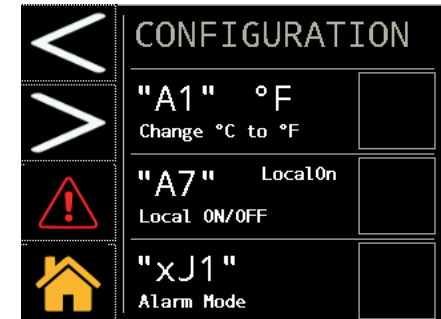 CONFIGURATION
"A1" °F
Change °C to °F
"A7" LocalOn
Local ON/OFF
"xJ1"
Alarm Mode